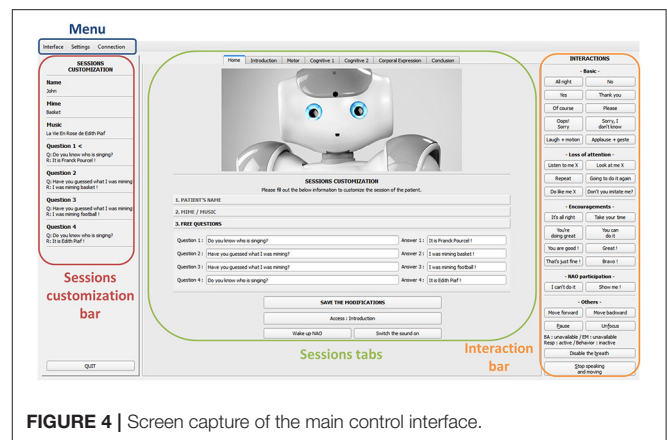 Menu
Interface Settings Connection
SESSIONS
CUSTOMIZATION
Name
John
Mime
Basket
Music
La Vie En Rose de Edith Piaf
Question 1 <
Q: Do you know who is singing?
R: It is Franck Pourcel !
Question 2
Q: Have you guessed what I was mining
R: I was mining basket !
Question 3
Q: Have you guessed what I was mining
R: I was mining football !
Question 4
Q: Do you know who is singing?
R: It is Edith Piaf !
Sessions
customization
bar
QUIT
Home Introduction Motor Cognitive 1 Cognitive 2 Corporal Expression Conclusion
SESSIONS CUSTOMIZATION
Please fill out the below information to customize the session of the patient.
1. PATIENT'S NAME
2. MIME / MUSIC
3. FREE QUESTIONS
Question 1 : Do you know who is singing? Answer 1 : It is Franck Pourcel !
Question 2 : Have you guessed what I was mining? Answer 2 : I was mining basket !
Question 3 : Have you guessed what I was mining? Answer 3 : I was mining football !
Question 4 : Do you know who is singing? Answer 4 : It is Edith Piaf !
SAVE THE MODIFICATIONS
Access : Introduction
Wake up NAO Switch the sound on
Sessions tabs
Interaction
bar
INTERACTIONS
- Basic -
All right No
Yes Thank you
Of course Please
Oops! Sorry, I
Sorry don't know
Laugh + motion Applause + geste
- Loss of attention -
Listen to me X Look at me X
Repeat Going to do it again
Do like me X Don't you imitate me?
- Encouragements -
It's all right Take your time
You're You can
doing great do it
You are good ! Great !
That's just fine ! Bravo !
- NAO participation -
I can't do it Show me !
- Others -
Move forward Move backward
Pause Unfocus
BA : unavailable / EM : unavailable
Resp : active / Behavior : inactive
Disable the breath
Stop speaking
and moving
FIGURE 4 | Screen capture of the main control interface.